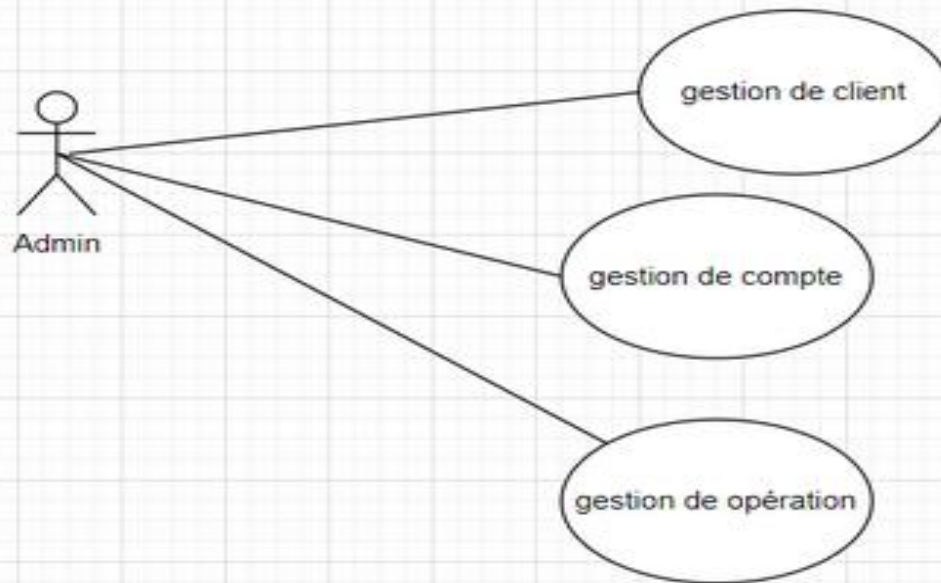 gestion de client
Admin
gestion de compte
gestion de opération